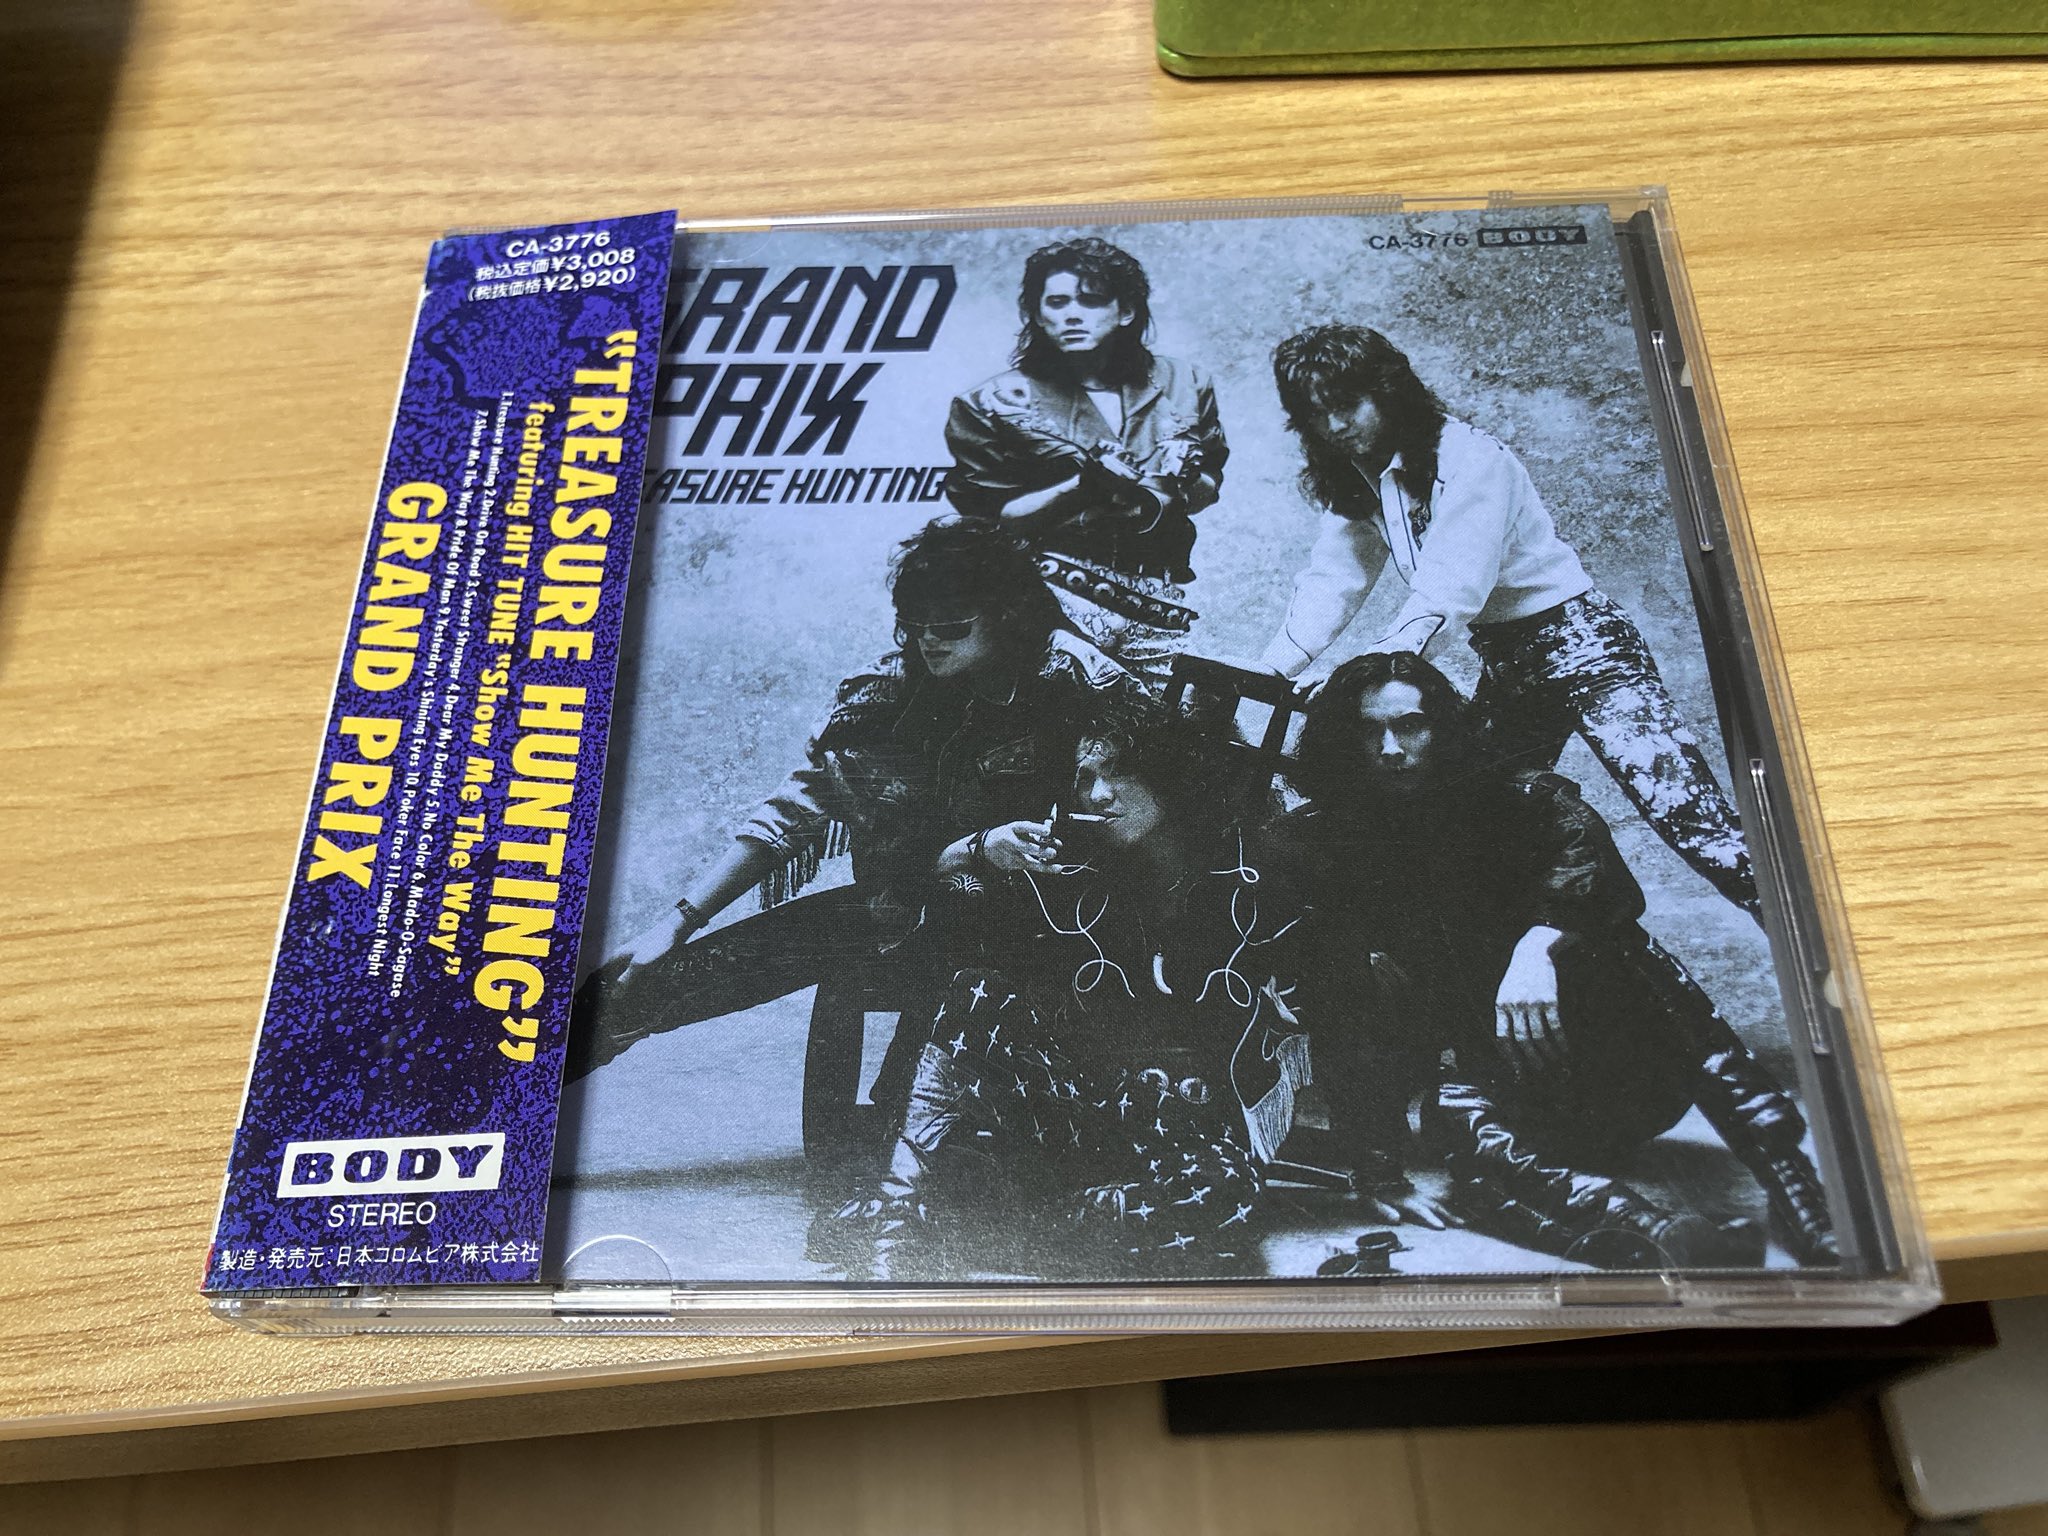 CA-3776
税込定価¥3,008
(税抜価格¥2,920)
“TREASURE HUNTING”
featuring HIT TUNE “Show Me The Way”
1.Treasure Hunting 2.Drive On Road 3.Sweet Stranger 4.Dear My Daddy 5.No Color 6.Mado-O-Sagase
7.Show Me The Way 8.Pride Of Man 9.Yesterday's Shining Eyes 10.Poker Face 11.Longest Night
GRAND PRIX
BODY
STEREO
製造・発売元:日本コロムビア株式会社
CA-3776 BODY
GRAND
PRIX
EASURE HUNTING